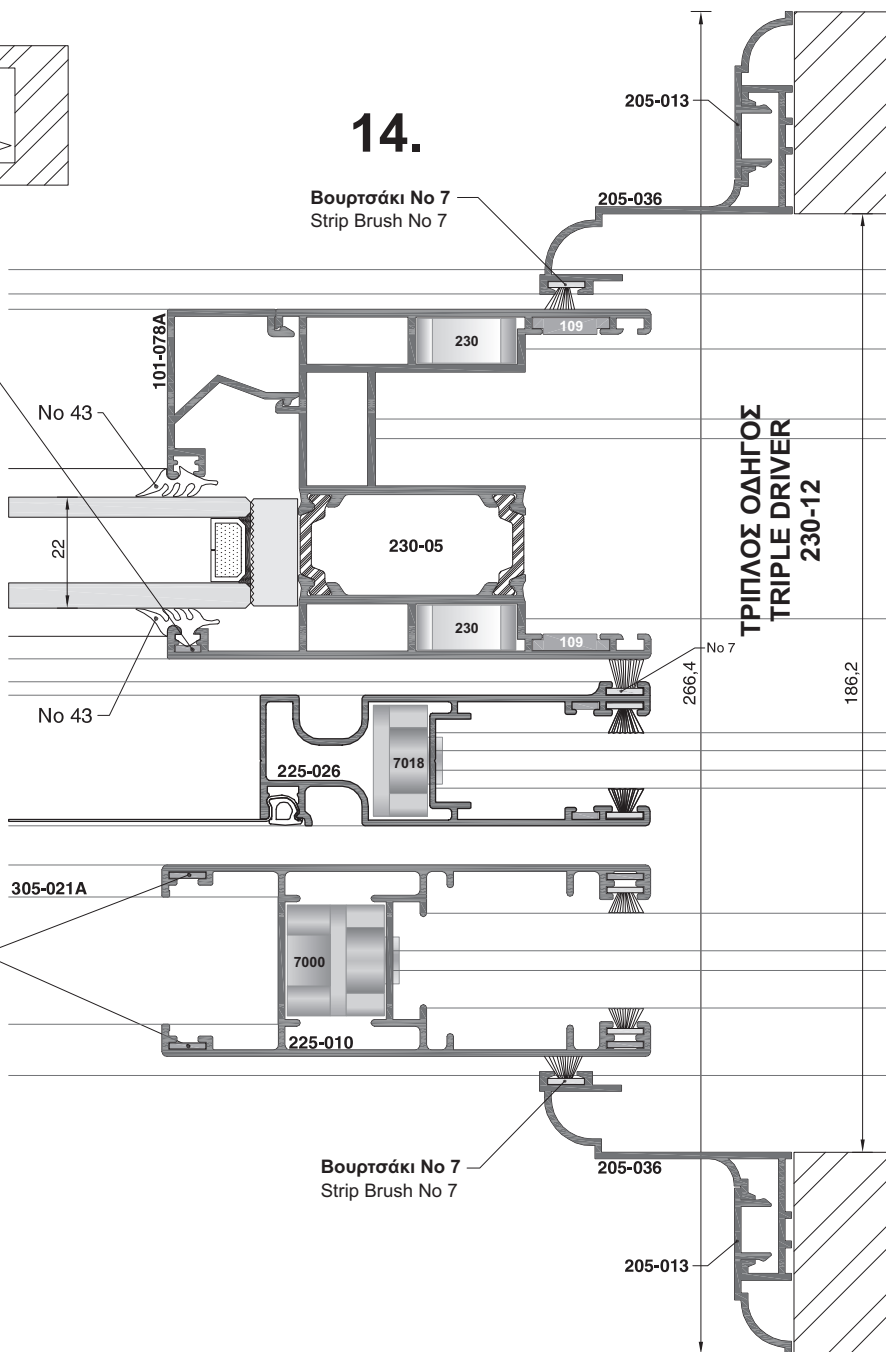 14.
205-013
Βουρτσάκι Νο 7
Strip Brush No 7
205-036
101-078A
230
109
No 43
22
230-05
ΤΡΙΠΛΟΣ ΟΔΗΓΟΣ
TRIPLE DRIVER
230-12
230
109
No 7
266,4
186,2
No 43
225-026
7018
305-021A
7000
225-010
Βουρτσάκι Νο 7
Strip Brush No 7
205-036
205-013